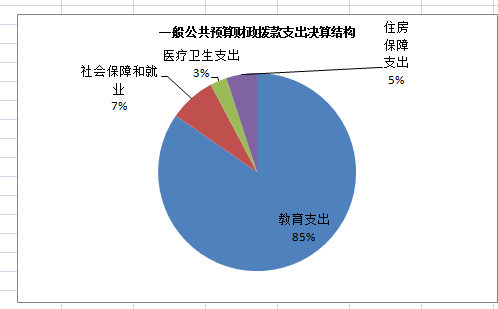 一般公共预算财政拨款支出决算结构
住房
保障
支出
5%
医疗卫生支出
3%
社会保障和就
业
7%
教育支出
85%